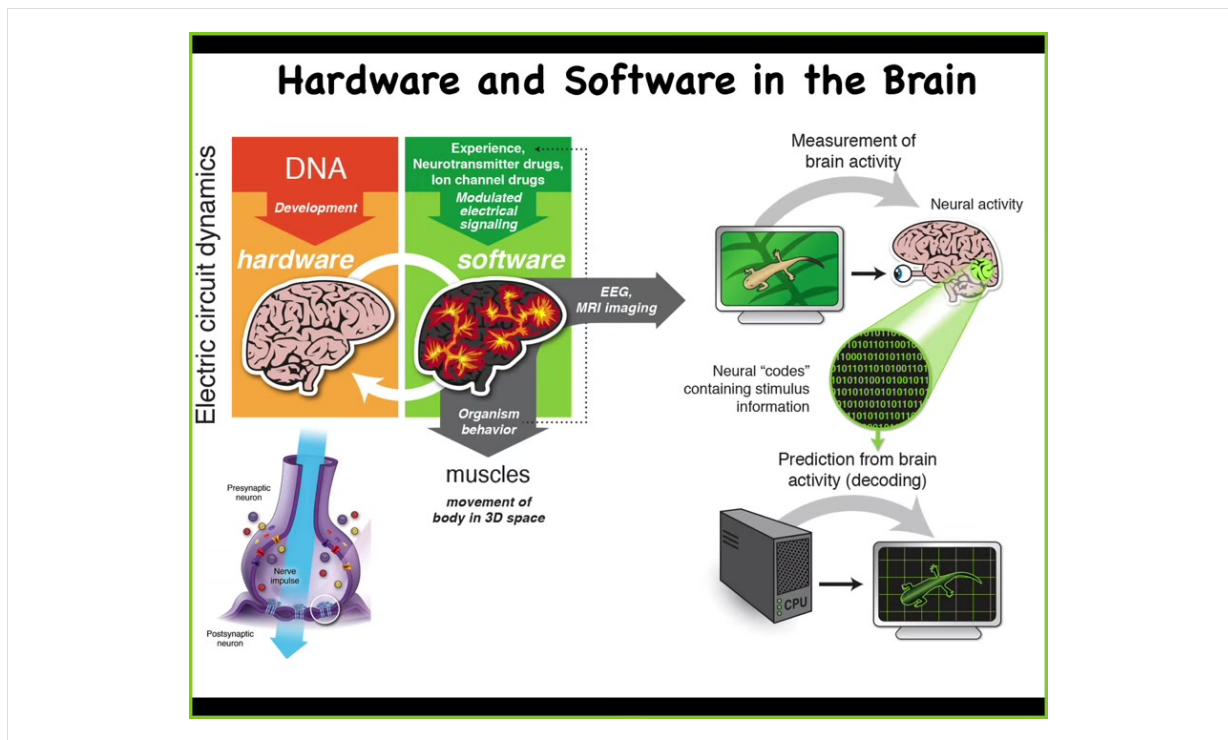 Hardware and Software in the Brain
Electric circuit dynamics
DNA
Development
hardware
Experience,
Neurotransmitter drugs,
Ion channel drugs
Modulated
electrical
signaling
software
EEG,
MRI imaging
Organism
behavior
muscles
movement of
body in 3D space
Presynaptic
neuron
Nerve
impulse
Postsynaptic
neuron
Measurement of
brain activity
Neural activity
Neural "codes"
containing stimulus
information
Prediction from brain
activity (decoding)
CPU